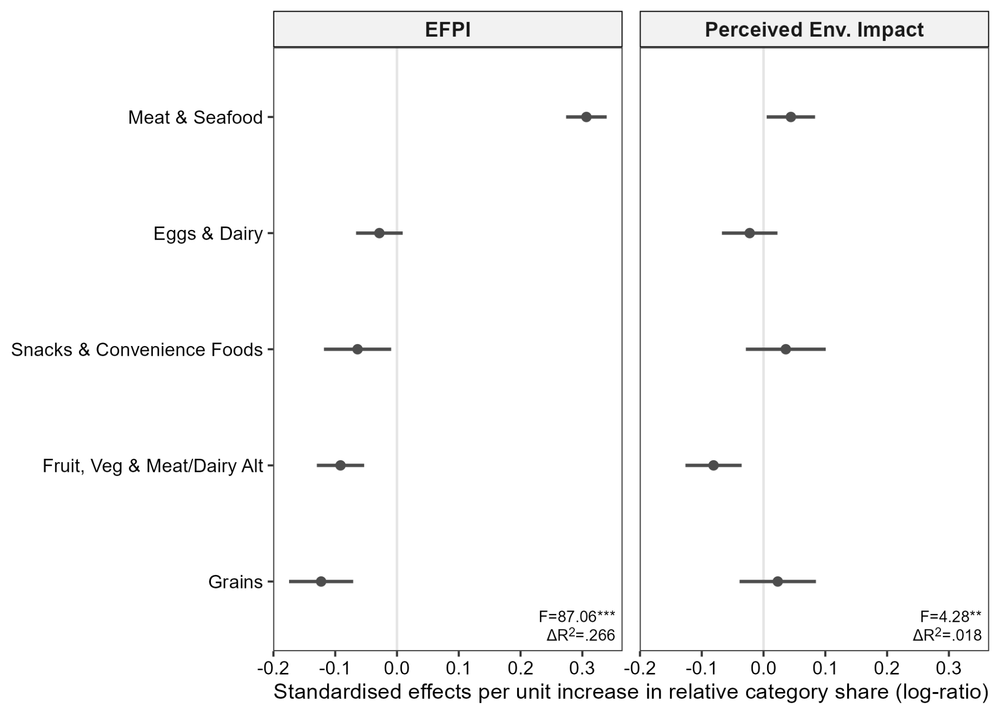 EFPI
Perceived Env. Impact
Meat & Seafood
Eggs & Dairy
Snacks & Convenience Foods
Fruit, Veg & Meat/Dairy Alt
Grains
F=87.06***
ΔR²=.266
F=4.28**
ΔR²=.018
-0.2 -0.1 0.0 0.1 0.2 0.3
-0.2 -0.1 0.0 0.1 0.2 0.3
Standardised effects per unit increase in relative category share (log-ratio)